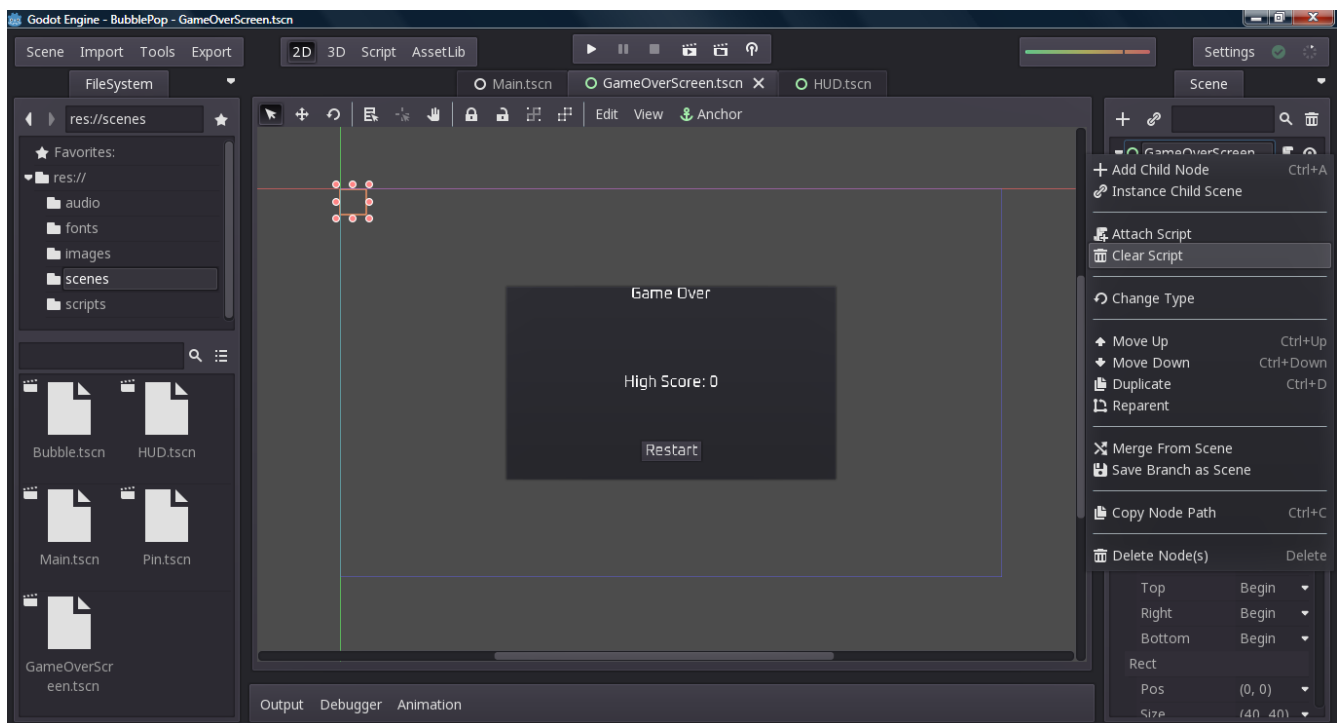 Godot Engine - BubblePop - GameOverScreen.tscn
Scene Import Tools Export
2D 3D Script AssetLib
Settings
FileSystem
Main.tscn
GameOverScreen.tscn
HUD.tscn
Scene
res://scenes
Edit View Anchor
Favorites:
res://
audio
fonts
images
scenes
scripts
Bubble.tscn
HUD.tscn
Main.tscn
Pin.tscn
GameOverScr
een.tscn
Game Over
High Score: 0
Restart
Output Debugger Animation
GameOverScreen
Add Child Node Ctrl+A
Instance Child Scene
Attach Script
Clear Script
Change Type
Move Up Ctrl+Up
Move Down Ctrl+Down
Duplicate Ctrl+D
Reparent
Merge From Scene
Save Branch as Scene
Copy Node Path Ctrl+C
Delete Node(s) Delete
Top Begin
Right Begin
Bottom Begin
Rect
Pos (0, 0)
Size (40, 40)